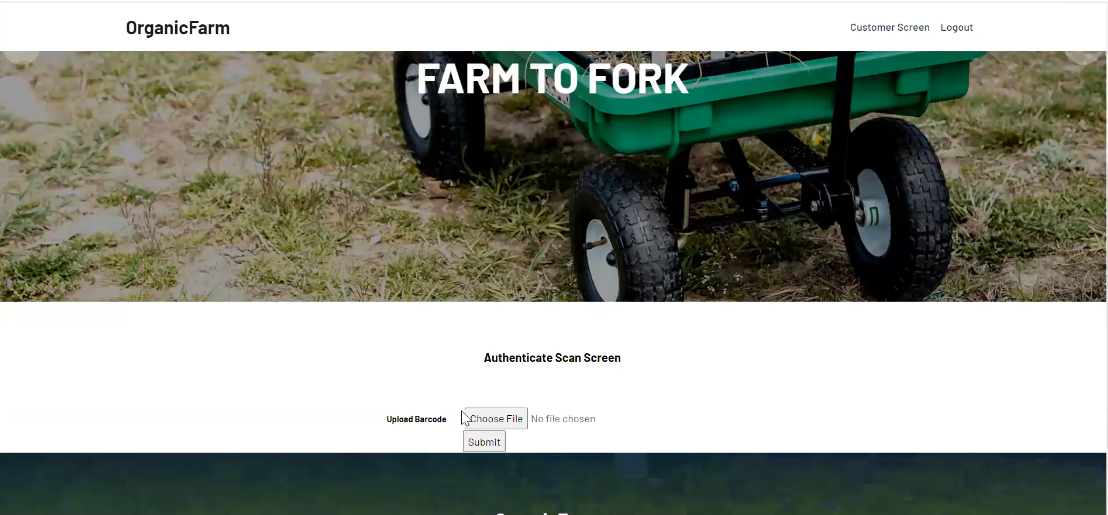 OrganicFarm Customer Screen Logout
FARM TO FORK
Authenticate Scan Screen
Upload Barcode Choose File No file chosen
Submit